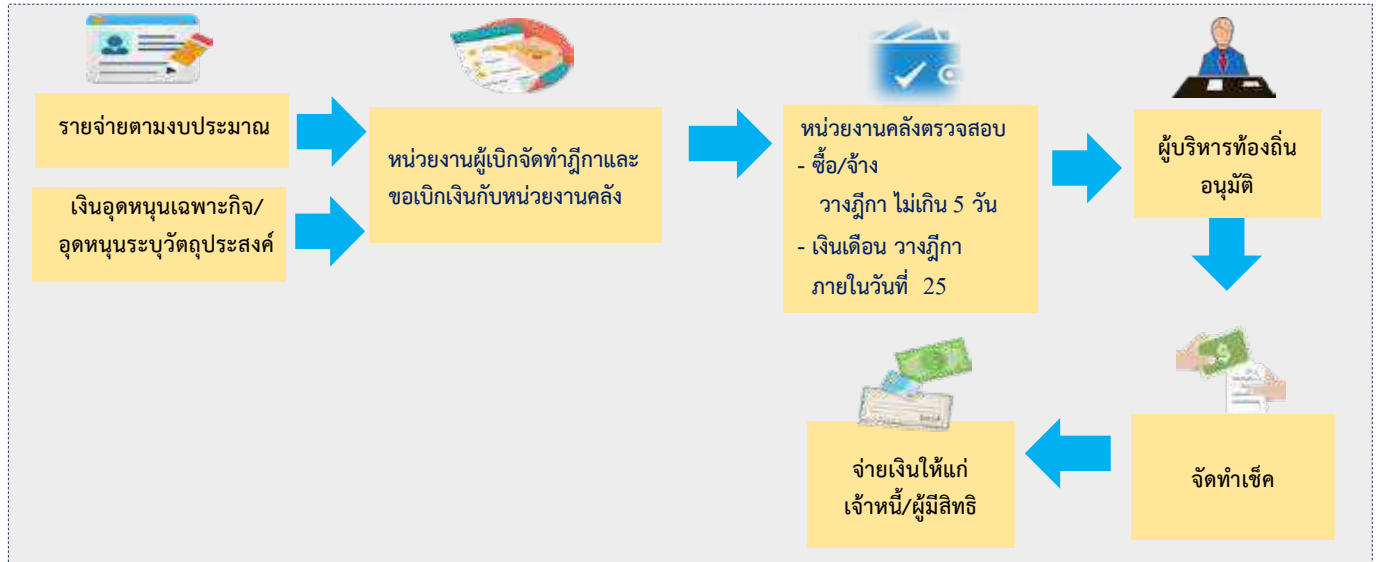 รายจ่ายตามงบประมาณ
เงินอุดหนุนเฉพาะกิจ/
อุดหนุนระบุวัตถุประสงค์
หน่วยงานผู้เบิกจัดทำฎีกาและ
ขอเบิกเงินกับหน่วยงานคลัง
หน่วยงานคลังตรวจสอบ
- ซื้อ/จ้าง
วางฎีกา ไม่เกิน 5 วัน
- เงินเดือน วางฎีกา
ภายในวันที่ 25
ผู้บริหารท้องถิ่น
อนุมัติ
จัดทำเช็ค
จ่ายเงินให้แก่
เจ้าหนี้/ผู้มีสิทธิ